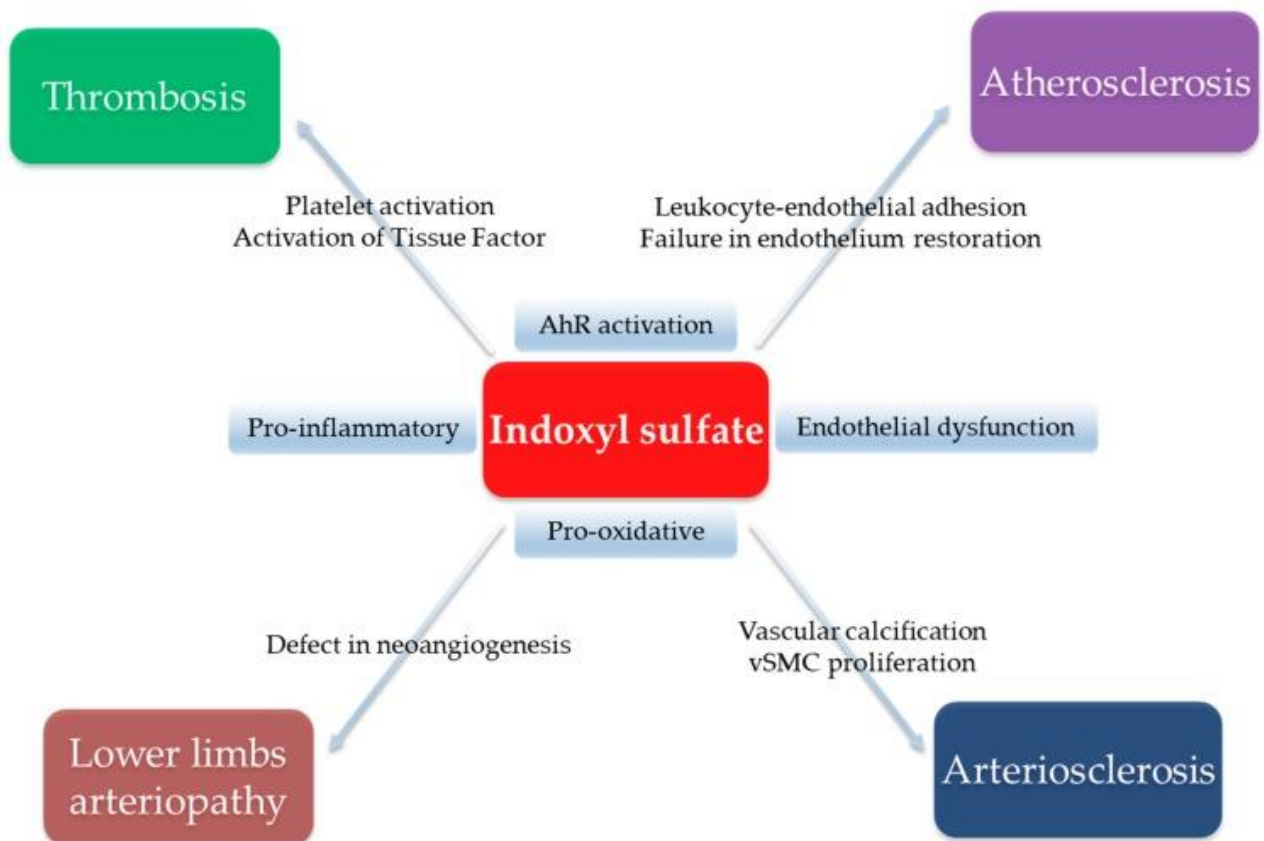 Thrombosis
Atherosclerosis
Platelet activation
Activation of Tissue Factor
Leukocyte-endothelial adhesion
Failure in endothelium restoration
AhR activation
Pro-inflammatory
Indoxyl sulfate
Endothelial dysfunction
Pro-oxidative
Defect in neoangiogenesis
Vascular calcification
vSMC proliferation
Lower limbs
arteriopathy
Arteriosclerosis